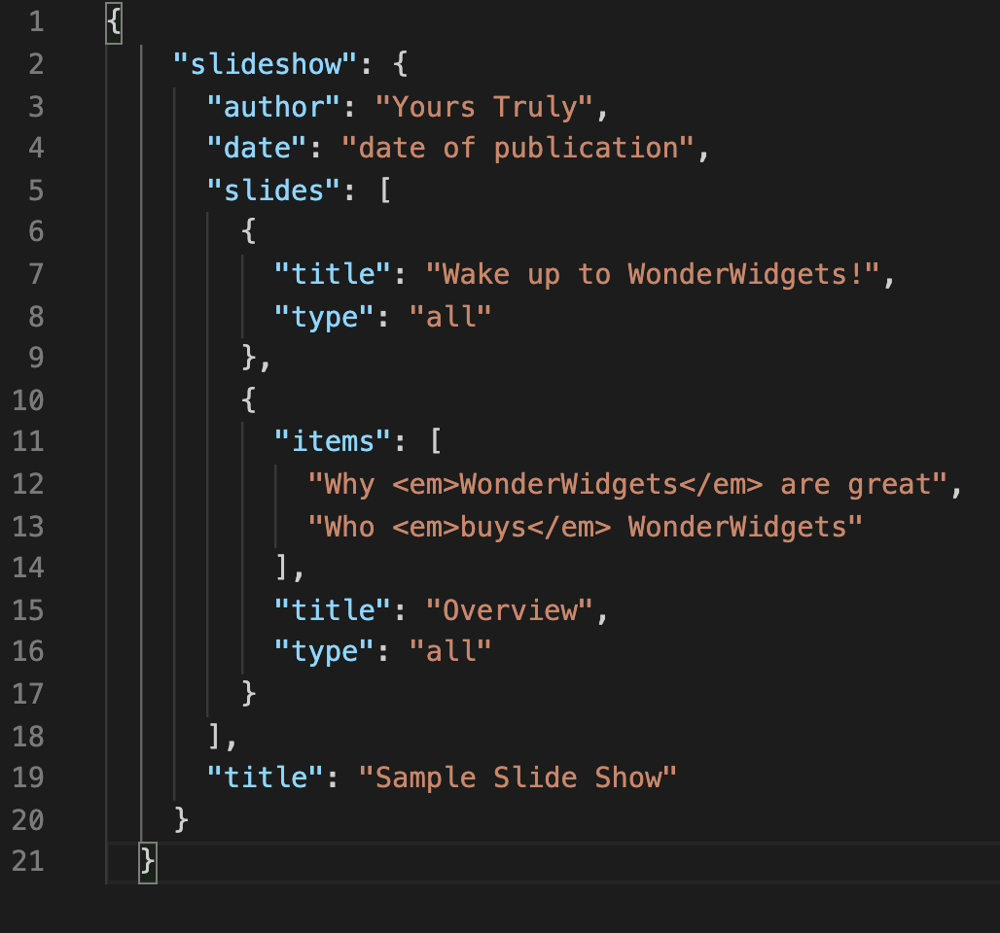 1 {
2     "slideshow": {
3       "author": "Yours Truly",
4       "date": "date of publication",
5       "slides": [
6         {
7           "title": "Wake up to WonderWidgets!",
8           "type": "all"
9         },
10         {
11           "items": [
12             "Why <em>WonderWidgets</em> are great",
13             "Who <em>buys</em> WonderWidgets"
14           ],
15           "title": "Overview",
16           "type": "all"
17         }
18       ],
19       "title": "Sample Slide Show"
20     }
21   }